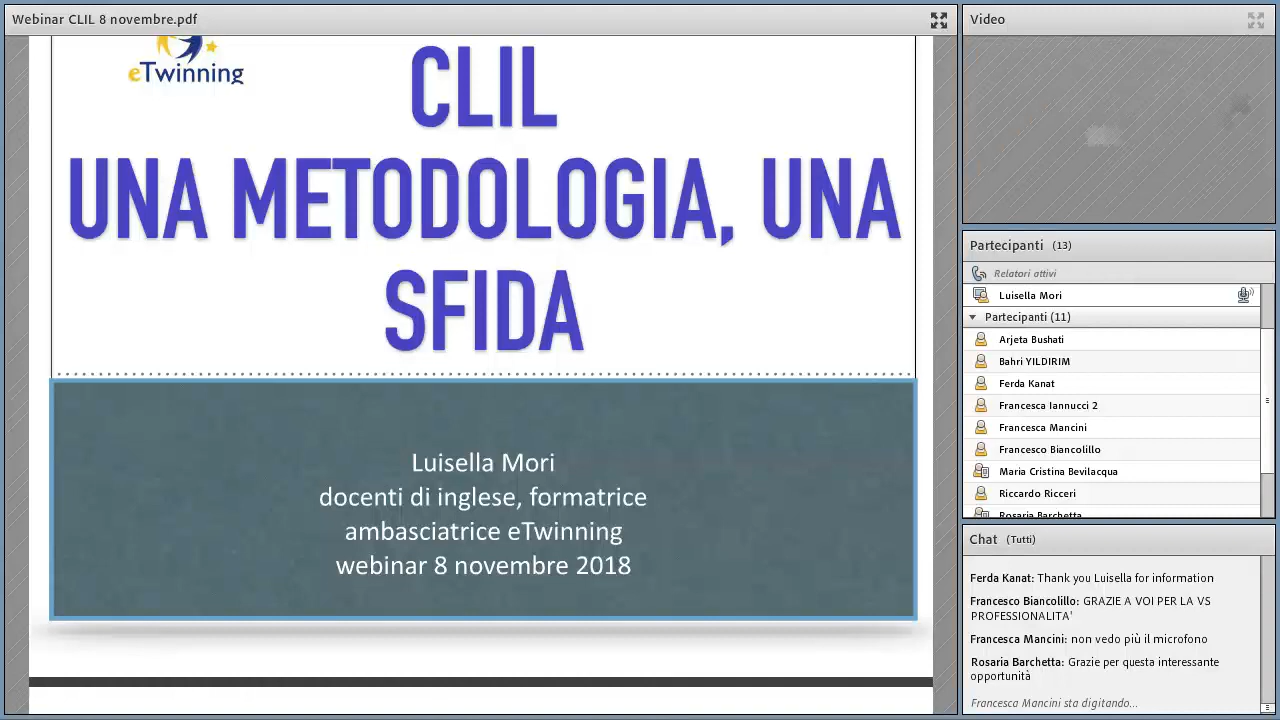 Webinar CLIL 8 novembre.pdf
eTwinning
CLIL
UNA METODOLOGIA, UNA
SFIDA
Luisella Mori
docenti di inglese, formatrice
ambasciatrice eTwinning
webinar 8 novembre 2018
Video
Partecipanti (13)
Relatori attivi
Luisella Mori
Partecipanti (11)
Arjeta Bushati
Bahri YILDIRIM
Ferda Kanat
Francesca Iannucci 2
Francesca Mancini
Francesco Biancolillo
Maria Cristina Bevilacqua
Riccardo Ricceri
Rosaria Barchetta
Chat (Tutti)
Ferda Kanat: Thank you Luisella for information
Francesco Biancolillo: GRAZIE A VOI PER LA VS
PROFESSIONALITA'
Francesca Mancini: non vedo più il microfono
Rosaria Barchetta: Grazie per questa interessante
opportunità
Francesca Mancini sta digitando...